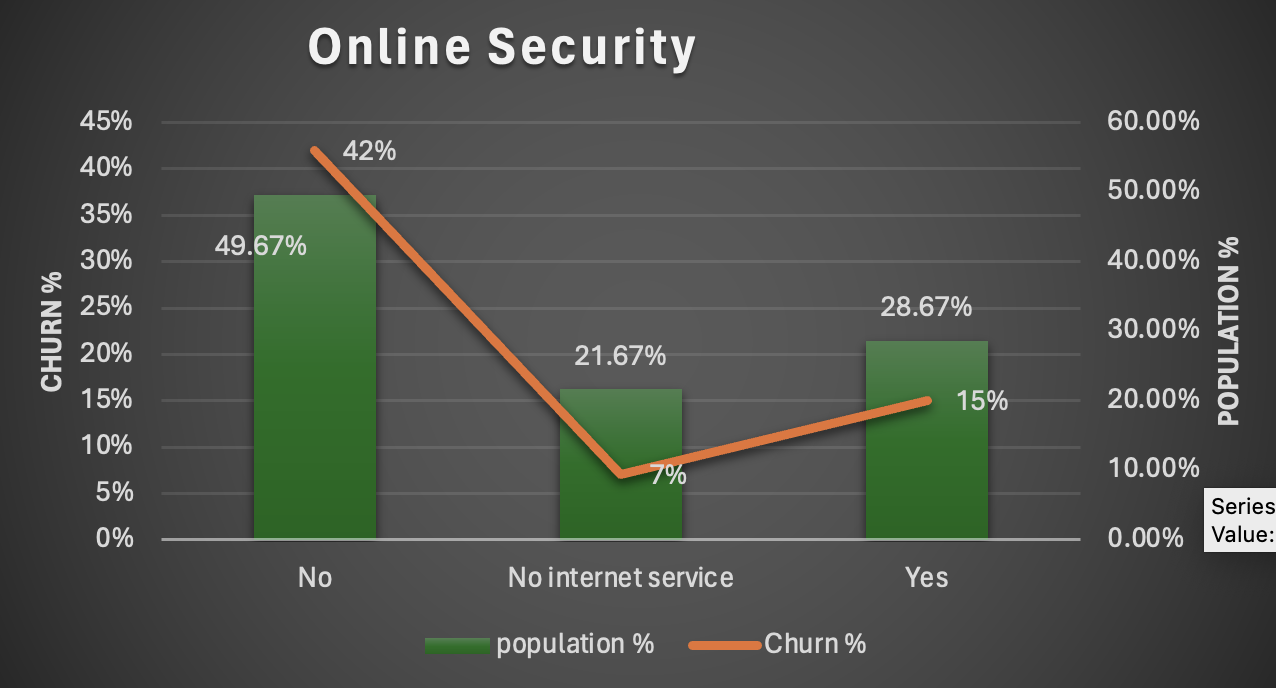 Online Security
45%
40%
35%
30%
25%
20%
15%
10%
5%
0%
CHURN %
60.00%
50.00%
40.00%
30.00%
20.00%
10.00%
0.00%
POPULATION %
42%
49.67%
21.67%
7%
28.67%
15%
No
No internet service
Yes
population %
Churn %
Series
Value: